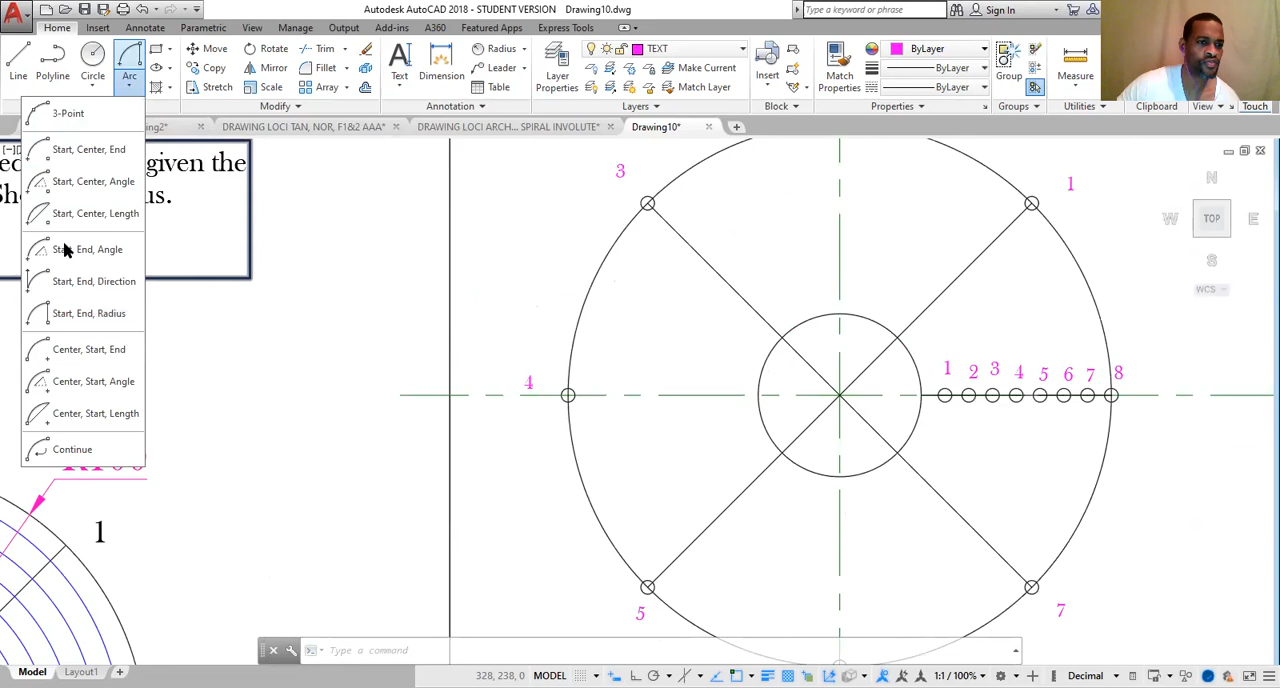 Autodesk AutoCAD 2018 - STUDENT VERSION Drawing10.dwg
Type a keyword or phrase
Sign In
Home Insert Annotate Parametric View Manage Output Add-ins A360 Featured Apps Express Tools
Line Polyline Circle Arc
Move Rotate Trim
Copy Mirror Fillet
Stretch Scale Array
Modify
Text Dimension
Radius
Leader
Table
Annotation
Layer Properties
TEXT
Make Current
Match Layer
Layers
Insert
Block
Match Properties
ByLayer
ByLayer
ByLayer
Properties
Group
Groups
Measure
Utilities
Clipboard
View
Touch
DRAWING LOCI TAN, NOR, F1&2 AAA*
DRAWING LOCI ARCH... SPIRAL INVOLUTE*
Drawing10*
3-Point
Start, Center, End
Start, Center, Angle
Start, Center, Length
Start, End, Angle
Start, End, Direction
Start, End, Radius
Center, Start, End
Center, Start, Angle
Center, Start, Length
Continue
given the
us.
3
1
4
1 2 3 4 5 6 7 8
5
7
1
N
W TOP E
S
WCS
Type a command
Model Layout1
328, 238, 0 MODEL
1:1 / 100%
Decimal